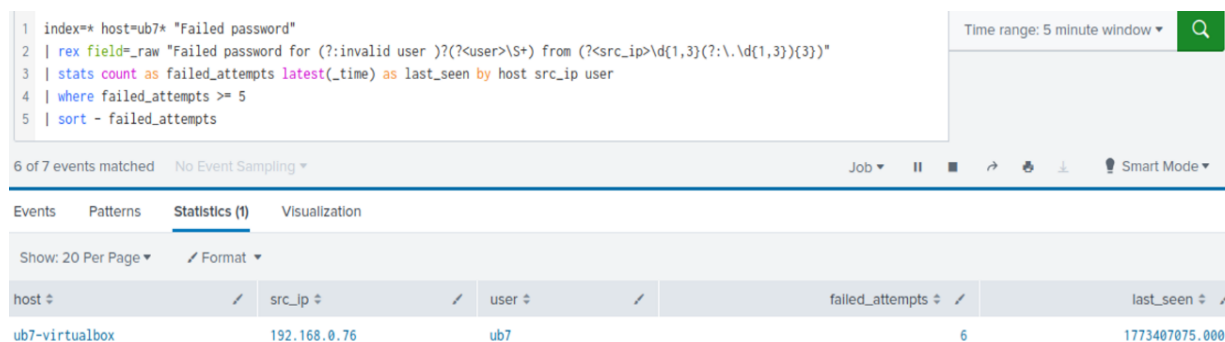 1 index=* host=ub7* "Failed password"
2 | rex field=_raw "Failed password for (?:invalid user )?(?<user>\S+) from (?<src_ip>\d{1,3}(?:\.\d{1,3}){3})"
3 | stats count as failed_attempts latest(_time) as last_seen by host src_ip user
4 | where failed_attempts >= 5
5 | sort - failed_attempts
Time range: 5 minute window
6 of 7 events matched No Event Sampling Job Smart Mode
Events Patterns Statistics (1) Visualization
Show: 20 Per Page Format
host src_ip user failed_attempts last_seen
ub7-virtualbox 192.168.0.76 ub7 6 1773407075.000